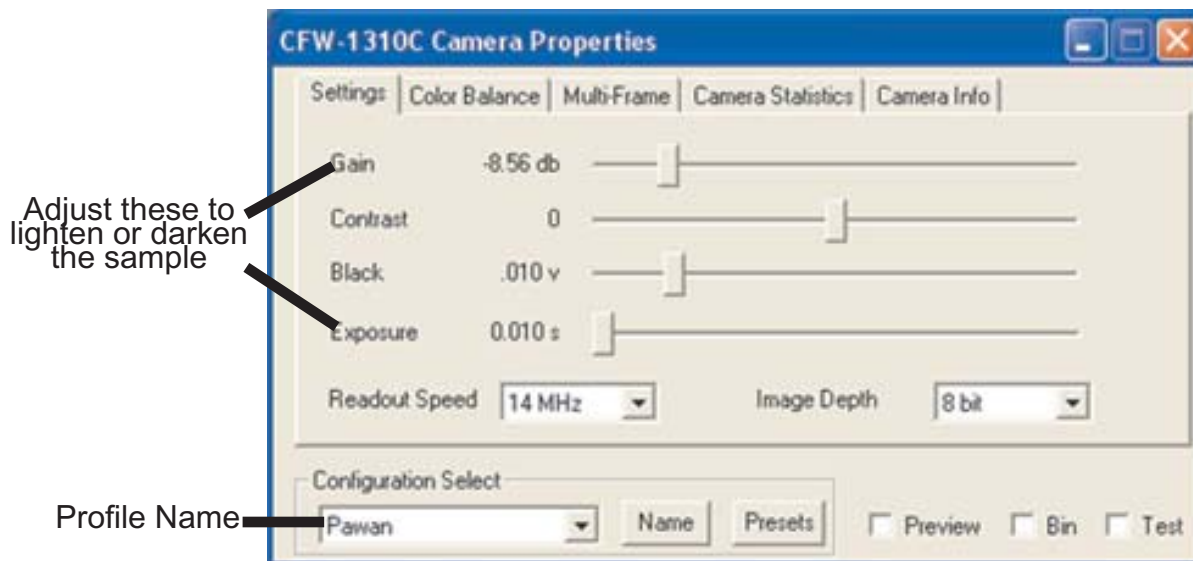 CFW-1310C Camera Properties
Settings Color Balance Multi-Frame Camera Statistics Camera Info
Gain -8.56 db
Contrast 0
Black .010 v
Exposure 0.010 s
Adjust these to
lighten or darken
the sample
Readout Speed 14 MHz Image Depth 8 bit
Configuration Select
Profile Name
Pawan Name Presets Preview Bin Test